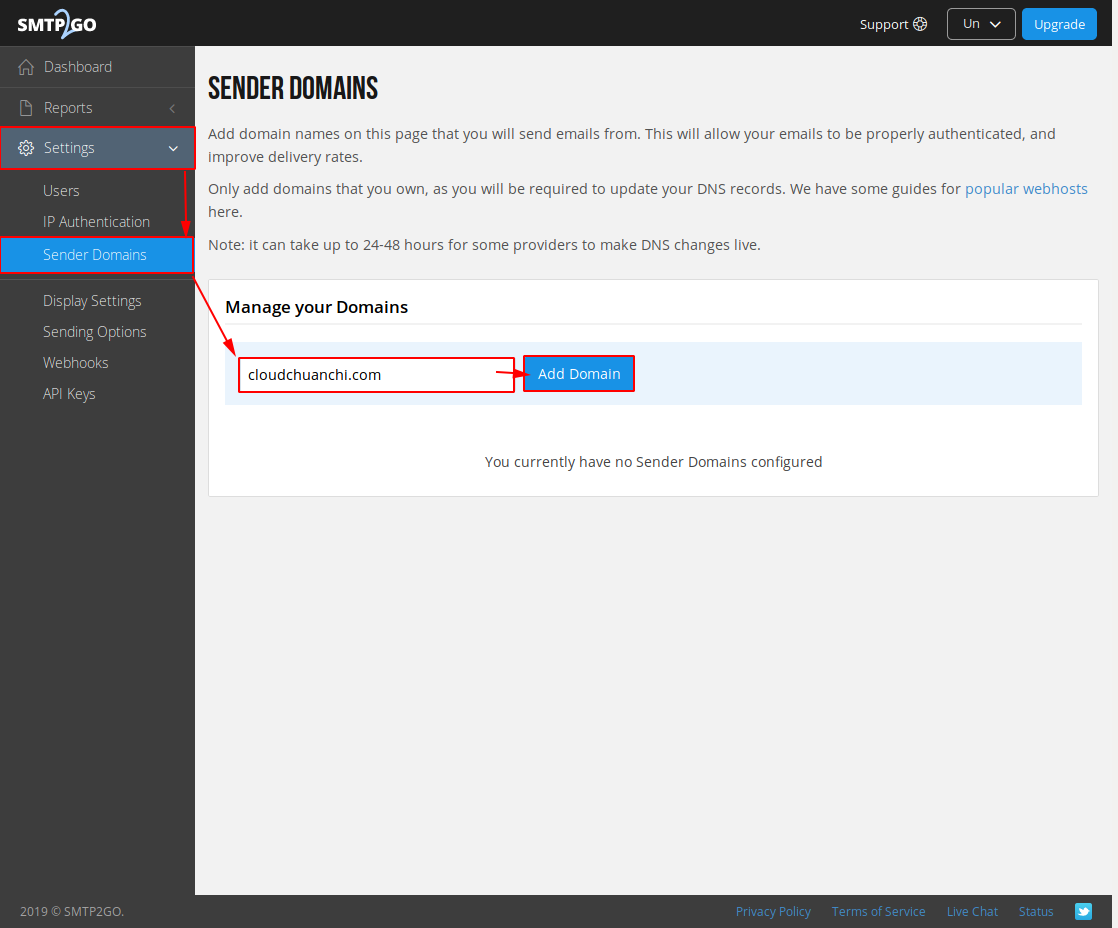 SMTP2GO
Support
Un
Upgrade
Dashboard
Reports
Settings
Users
IP Authentication
Sender Domains
Display Settings
Sending Options
Webhooks
API Keys
SENDER DOMAINS
Add domain names on this page that you will send emails from. This will allow your emails to be properly authenticated, and
improve delivery rates.
Only add domains that you own, as you will be required to update your DNS records. We have some guides for popular webhosts
here.
Note: it can take up to 24-48 hours for some providers to make DNS changes live.
Manage your Domains
cloudchuanchi.com
Add Domain
You currently have no Sender Domains configured
2019 © SMTP2GO.
Privacy Policy
Terms of Service
Live Chat
Status